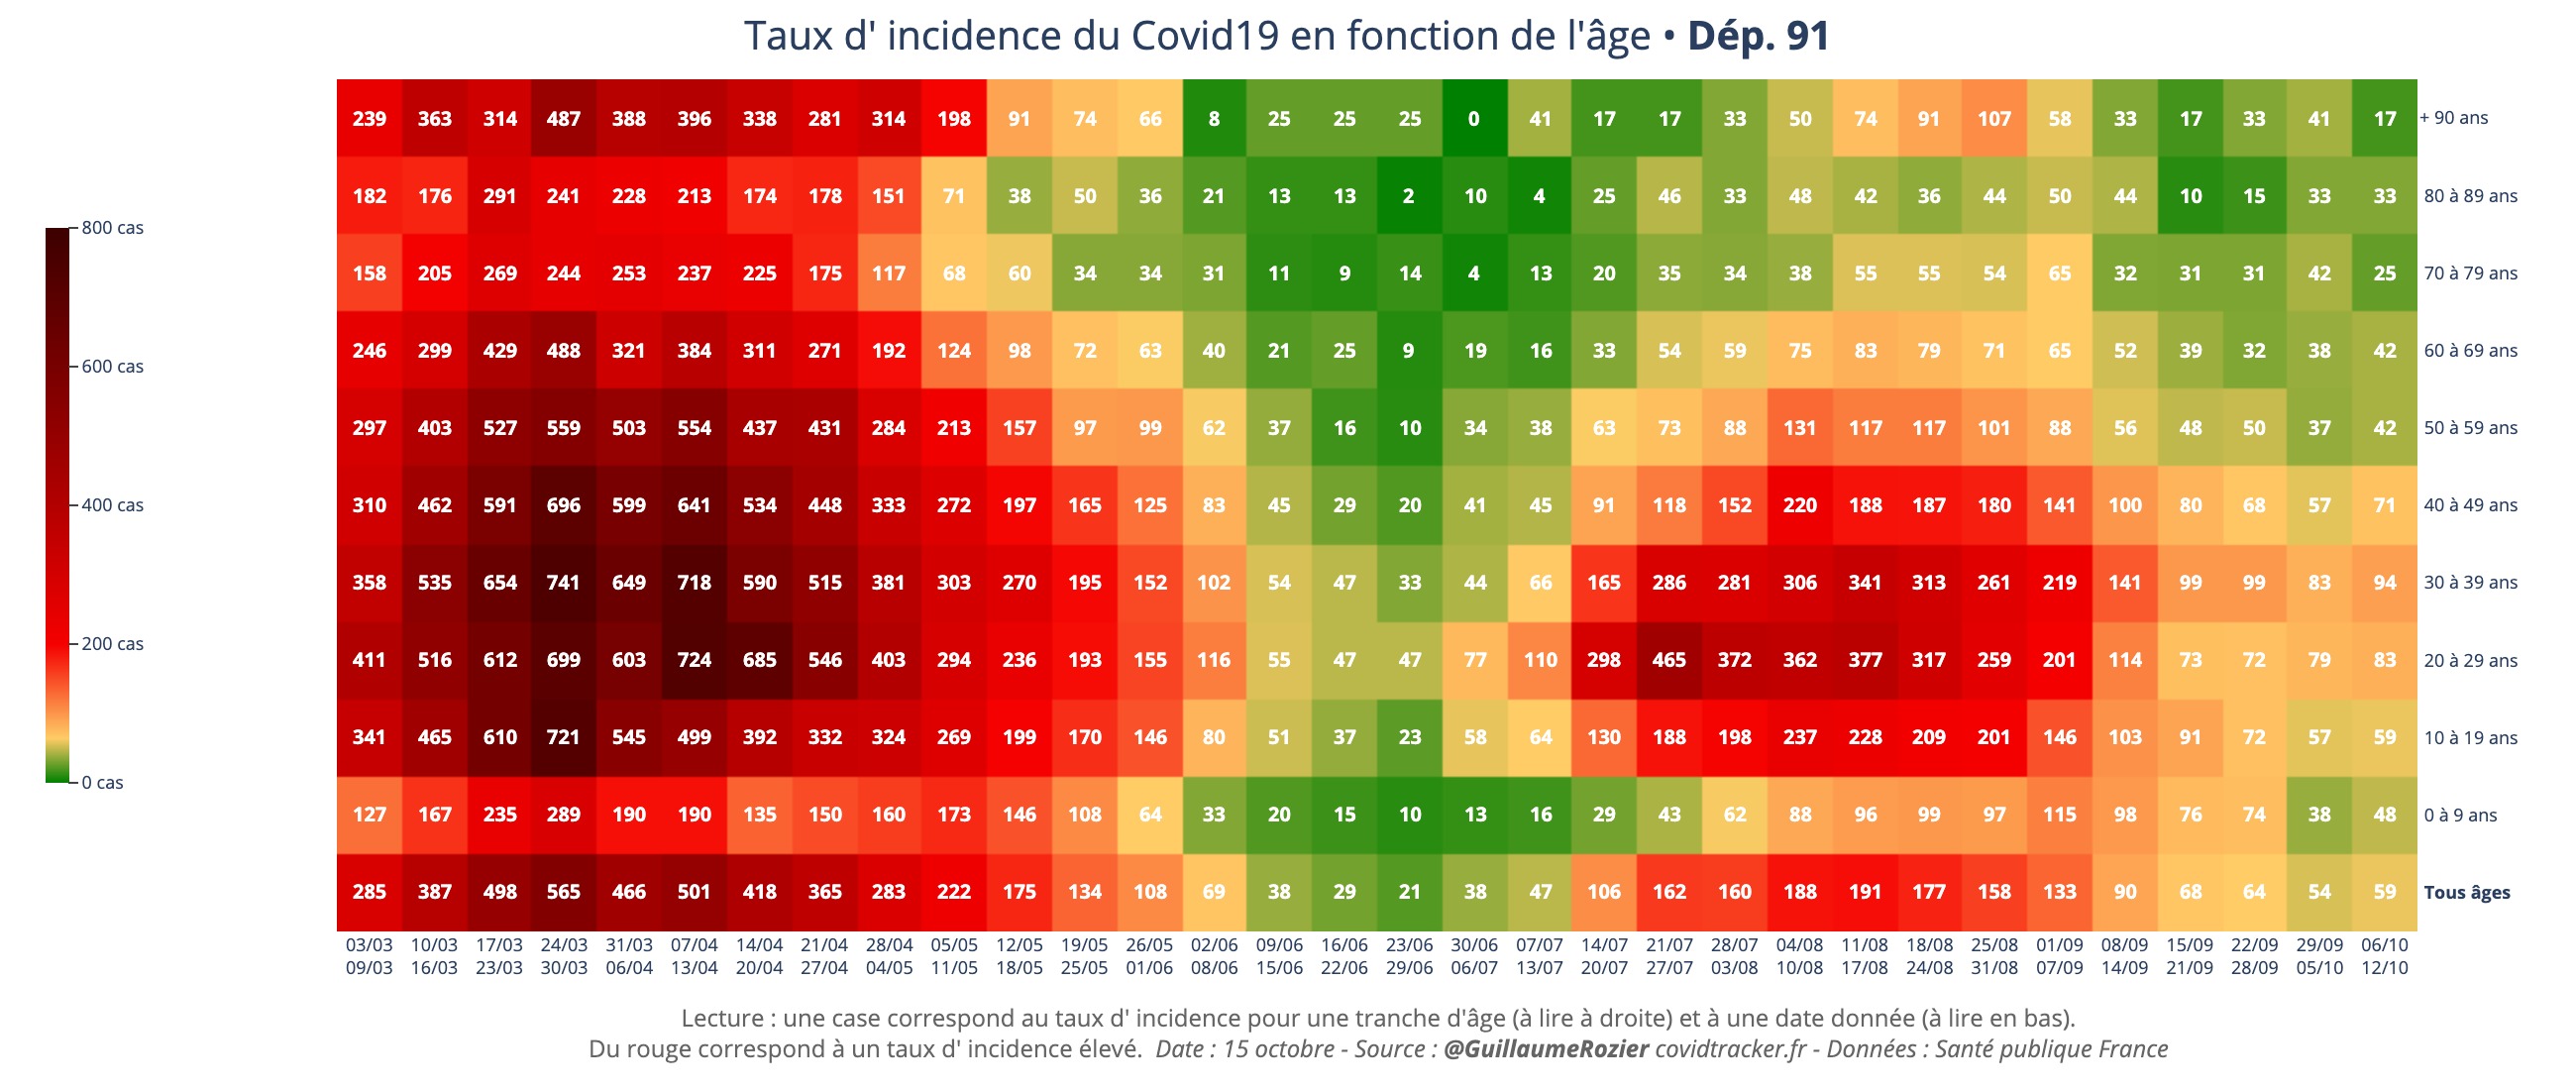 Taux d' incidence du Covid19 en fonction de l'âge • Dép. 91
239 363 314 487 388 396 338 281 314 198 91 74 66 8 25 25 25 0 41 17 17 33 50 74 91 107 58 33 17 33 41 17 + 90 ans
182 176 291 241 228 213 174 178 151 71 38 50 36 21 13 13 2 10 4 25 46 33 48 42 36 44 50 44 10 15 33 33 80 à 89 ans
800 cas
158 205 269 244 253 237 225 175 117 68 60 34 34 31 11 9 14 4 13 20 35 34 38 55 55 54 65 32 31 31 42 25 70 à 79 ans
246 299 429 488 321 384 311 271 192 124 98 72 63 40 21 25 9 19 16 33 54 59 75 83 79 71 65 52 39 32 38 42 60 à 69 ans
600 cas
297 403 527 559 503 554 437 431 284 213 157 97 99 62 37 16 10 34 38 63 73 88 131 117 117 101 88 56 48 50 37 42 50 à 59 ans
400 cas
310 462 591 696 599 641 534 448 333 272 197 165 125 83 45 29 20 41 45 91 118 152 220 188 187 180 141 100 80 68 57 71 40 à 49 ans
358 535 654 741 649 718 590 515 381 303 270 195 152 102 54 47 33 44 66 165 286 281 306 341 313 261 219 141 99 99 83 94 30 à 39 ans
200 cas
411 516 612 699 603 724 685 546 403 294 236 193 155 116 55 47 47 77 110 298 465 372 362 377 317 259 201 114 73 72 79 83 20 à 29 ans
341 465 610 721 545 499 392 332 324 269 199 170 146 80 51 37 23 58 64 130 188 198 237 228 209 201 146 103 91 72 57 59 10 à 19 ans
0 cas
127 167 235 289 190 190 135 150 160 173 146 108 64 33 20 15 10 13 16 29 43 62 88 96 99 97 115 98 76 74 38 48 0 à 9 ans
285 387 498 565 466 501 418 365 283 222 175 134 108 69 38 29 21 38 47 106 162 160 188 191 177 158 133 90 68 64 54 59 Tous âges
03/03 10/03 17/03 24/03 31/03 07/04 14/04 21/04 28/04 05/05 12/05 19/05 26/05 02/06 09/06 16/06 23/06 30/06 07/07 14/07 21/07 28/07 04/08 11/08 18/08 25/08 01/09 08/09 15/09 22/09 29/09 06/10
09/03 16/03 23/03 30/03 06/04 13/04 20/04 27/04 04/05 11/05 18/05 25/05 01/06 08/06 15/06 22/06 29/06 06/07 13/07 20/07 27/07 03/08 10/08 17/08 24/08 31/08 07/09 14/09 21/09 28/09 05/10 12/10
Lecture : une case correspond au taux d' incidence pour une tranche d'âge (à lire à droite) et à une date donnée (à lire en bas).
Du rouge correspond à un taux d' incidence élevé. Date : 15 octobre - Source : @GuillaumeRozier covidtracker.fr - Données : Santé publique France